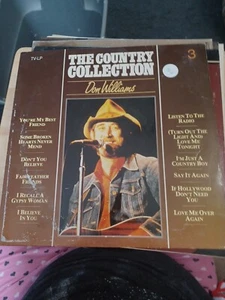 TV-LP
3
THE COUNTRY
COLLECTION
Don Williams
YOU'RE MY BEST
FRIEND
SOME BROKEN
HEARTS NEVER
MEND
DON'T YOU
BELIEVE
FAIRWEATHER
FRIENDS
I RECALL A
GYPSY WOMAN
I BELIEVE
IN YOU
LISTEN TO THE
RADIO
(TURN OUT THE
LIGHT AND)
LOVE ME
TONIGHT
I'M JUST A
COUNTRY BOY
SAY IT AGAIN
IF HOLLYWOOD
DON'T NEED
YOU
LOVE ME OVER
AGAIN